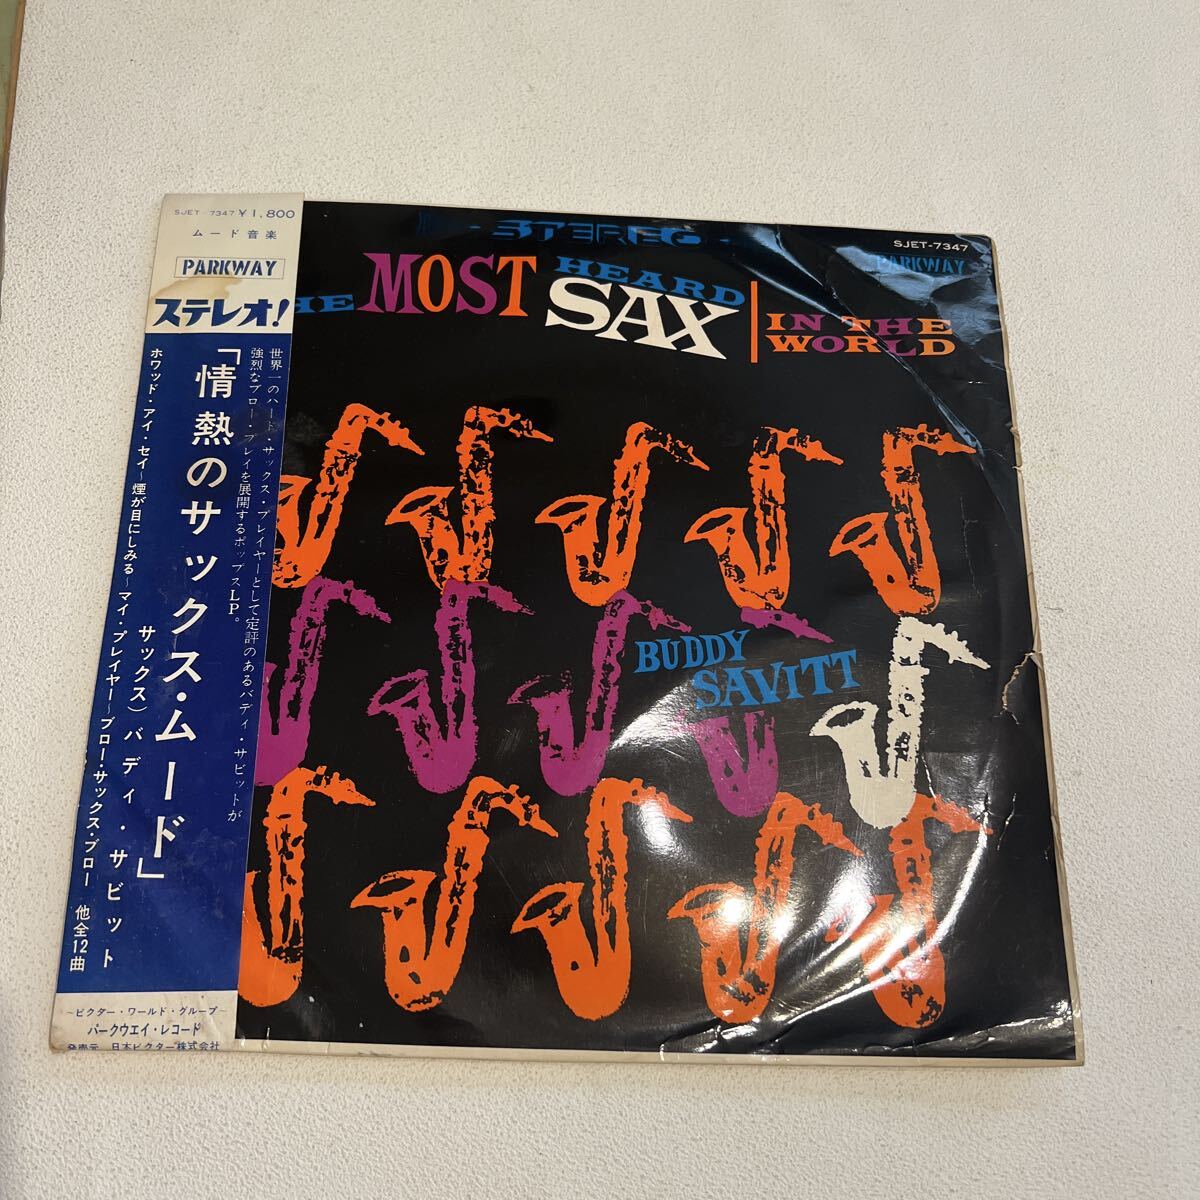 SJET-7347 ¥1,800
ムード音楽
PARKWAY
ステレオ!
世界一のハード・サックス・プレイヤーとして定評のあるバディ・サビットが
強烈なブロー・プレイを展開するポップスLP。
「情熱のサックス・ムード」
サックス)バディ・サビット
ホワッド・アイ・セイ~煙が目にしみる~マイ・プレイヤー~ブロー・サックス・ブロー 他全12曲
~ビクター・ワールド・グループ~
パークウエイ・レコード
発売元 日本ビクター株式会社
STEREO
SJET-7347
PARKWAY
HE MOST HEARD SAX IN THE WORLD
BUDDY
SAVITT